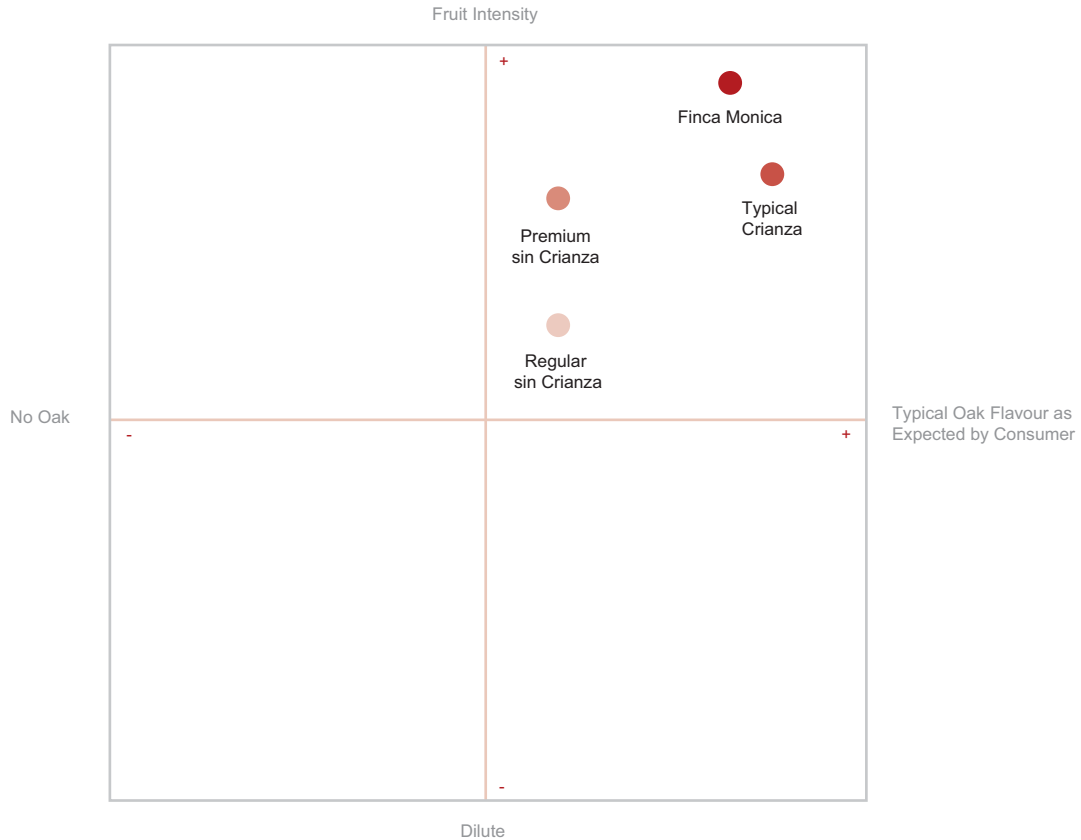 Fruit Intensity
+
Finca Monica
Typical
Crianza
Premium
sin Crianza
Regular
sin Crianza
No Oak
Typical Oak Flavour as
Expected by Consumer
-
+
-
Dilute